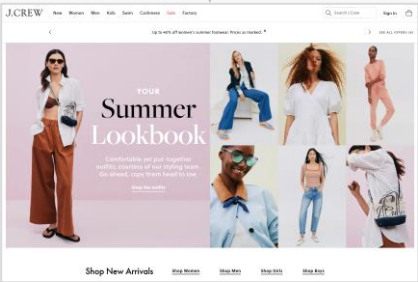 J.CREW
New Women Men Kids Swim Cashmere Sale Factory
Search J.Crew
Sign In
Up to 40% off women's summer footwear. Prices as marked.
YOUR
Summer
Lookbook
Comfortable yet put-together
outfits, courtesy of our styling team.
Go ahead, copy them head to toe.
Shop the outfits
Shop New Arrivals
Shop Women
Shop Men
Shop Girls
Shop Boys